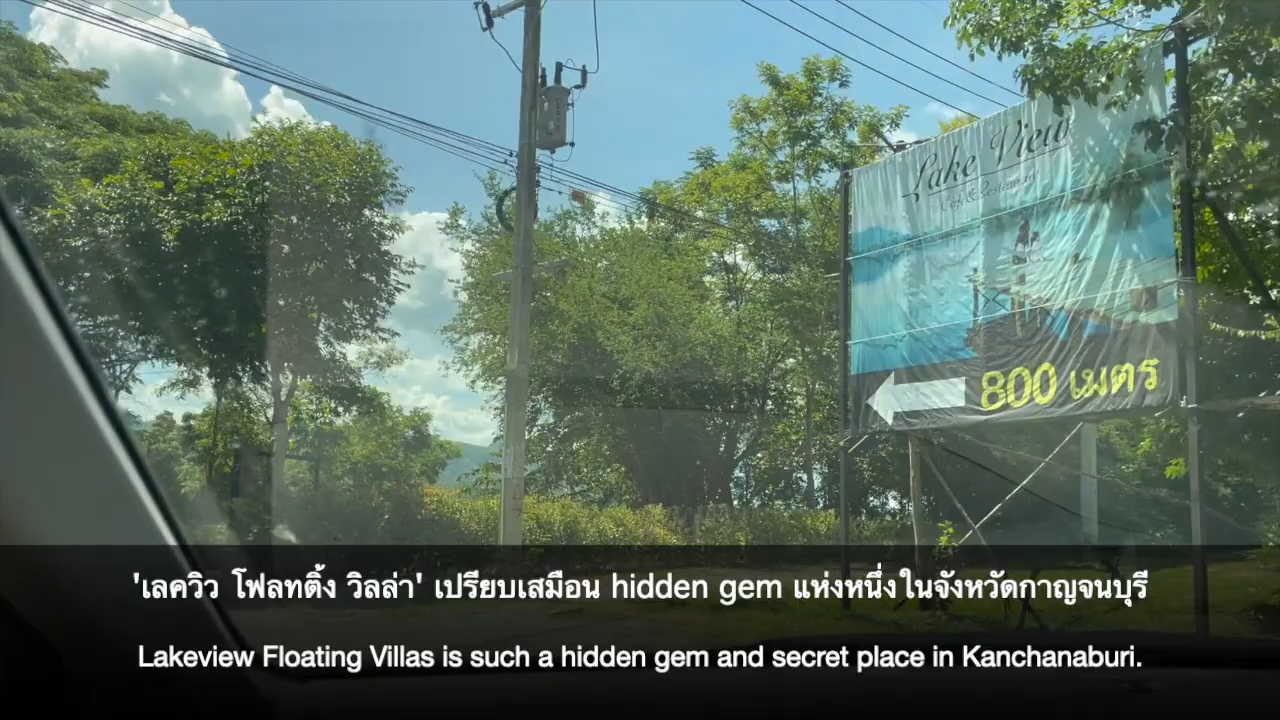 Lake View
Cafe & Restaurant
800 เมตร
'เลควิว โฟลทติ้ง วิลล่า' เปรียบเสมือน hidden gem แห่งหนึ่งในจังหวัดกาญจนบุรี
Lakeview Floating Villas is such a hidden gem and secret place in Kanchanaburi.